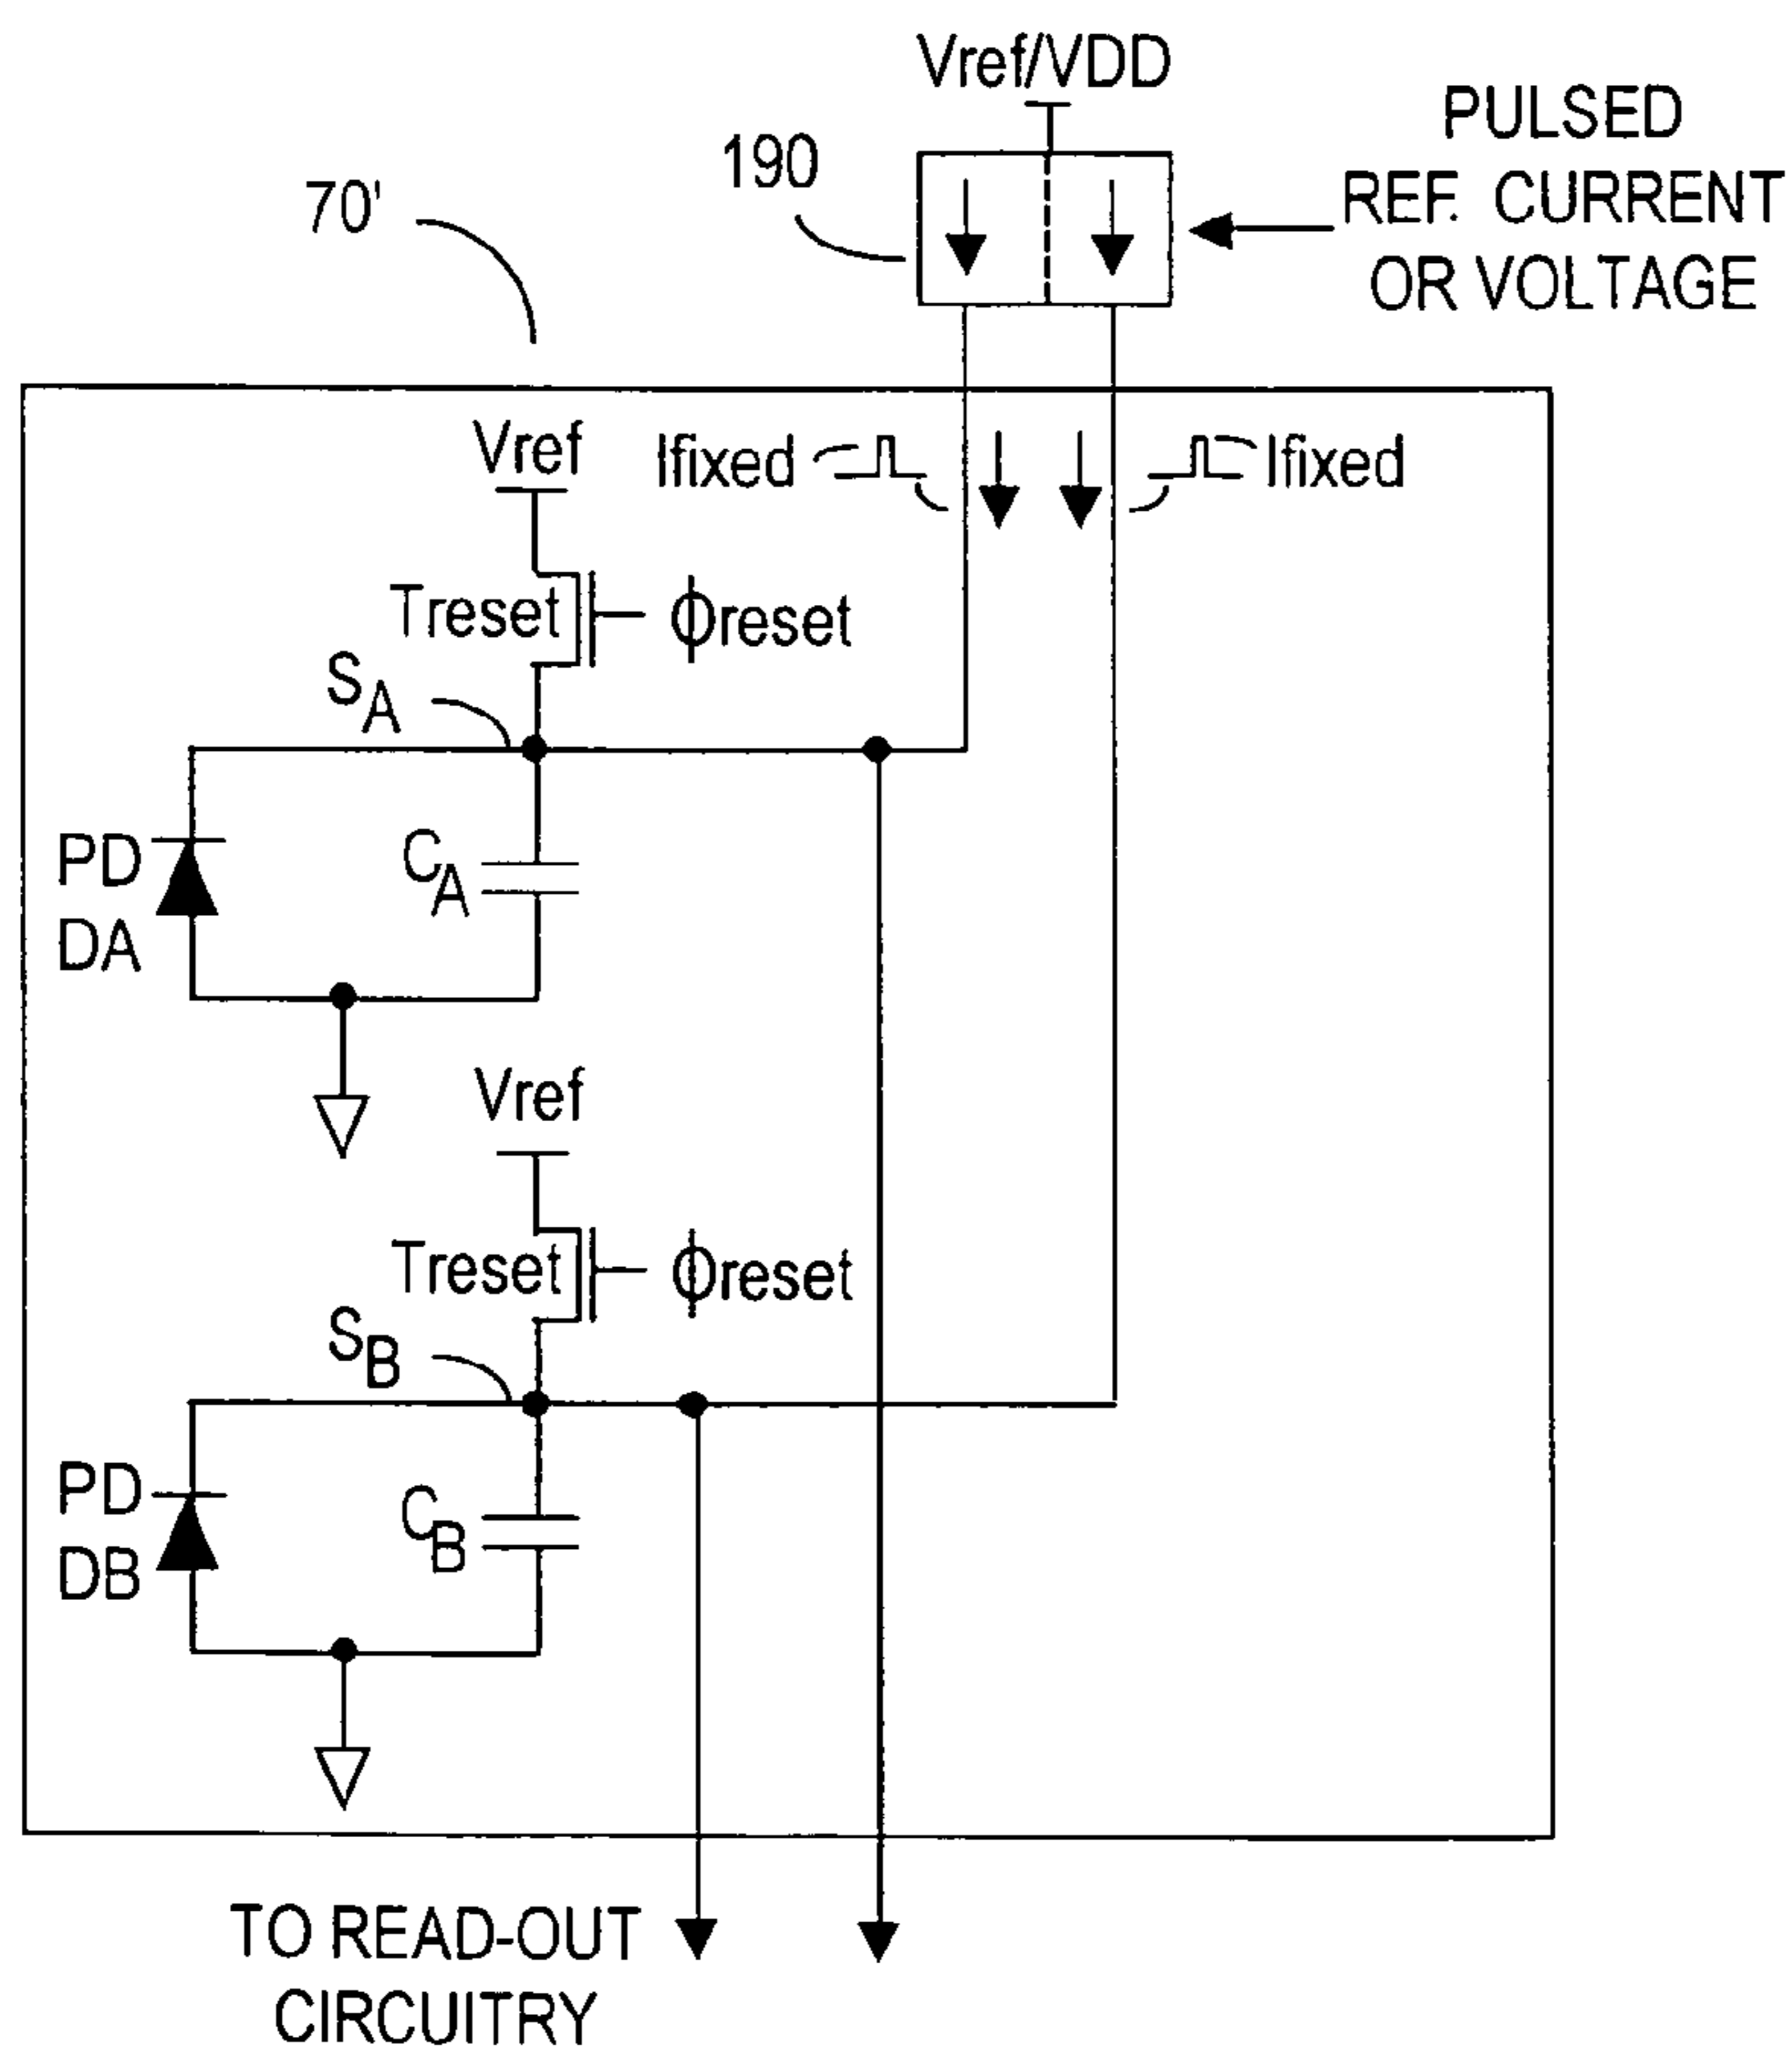 Vref/VDD
PULSED
REF. CURRENT
OR VOLTAGE
190
70'
Vref
Ifixed
Ifixed
Treset
ϕreset
SA
PD
DA
CA
Vref
Treset
ϕreset
SB
PD
DB
CB
TO READ-OUT
CIRCUITRY